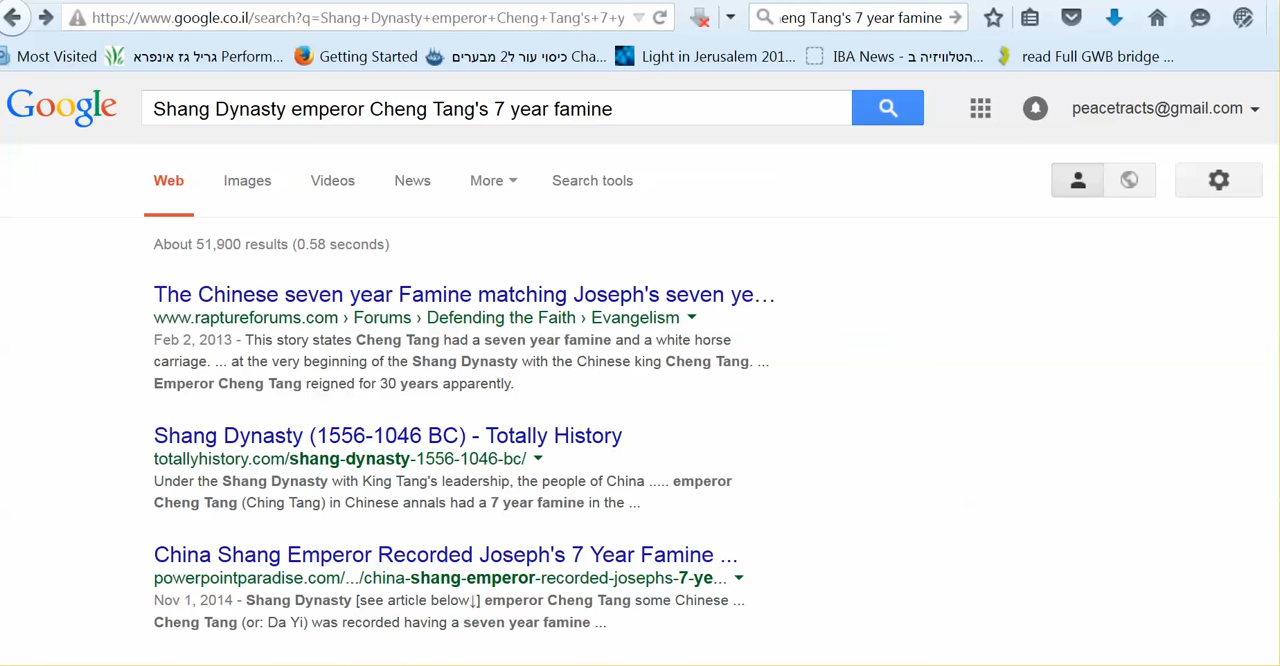 https://www.google.co.il/search?q=Shang+Dynasty+emperor+Cheng+Tang's+7+y
eng Tang's 7 year famine
Most Visited
גריל גז אינפרא Perform...
Getting Started
כיסוי עור ל2 מבערים Cha...
Light in Jerusalem 201...
IBA News - הטלוויזיה ב...
read Full GWB bridge ...
Google
Shang Dynasty emperor Cheng Tang's 7 year famine
peacetracts@gmail.com
Web Images Videos News More Search tools
About 51,900 results (0.58 seconds)
The Chinese seven year Famine matching Joseph's seven ye...
www.raptureforums.com › Forums › Defending the Faith › Evangelism
Feb 2, 2013 - This story states Cheng Tang had a seven year famine and a white horse
carriage. ... at the very beginning of the Shang Dynasty with the Chinese king Cheng Tang. ...
Emperor Cheng Tang reigned for 30 years apparently.
Shang Dynasty (1556-1046 BC) - Totally History
totallyhistory.com/shang-dynasty-1556-1046-bc/
Under the Shang Dynasty with King Tang's leadership, the people of China ..... emperor
Cheng Tang (Ching Tang) in Chinese annals had a 7 year famine in the ...
China Shang Emperor Recorded Joseph's 7 Year Famine ...
powerpointparadise.com/.../china-shang-emperor-recorded-josephs-7-ye...
Nov 1, 2014 - Shang Dynasty [see article below↓] emperor Cheng Tang some Chinese ...
Cheng Tang (or: Da Yi) was recorded having a seven year famine ...